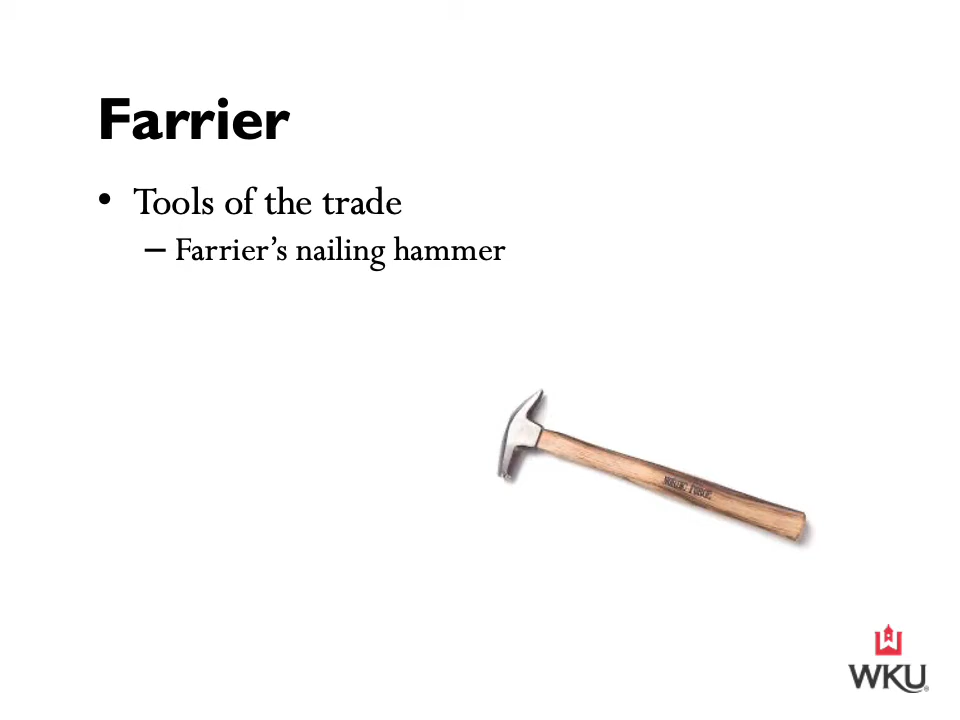 Farrier
• Tools of the trade
– Farrier’s nailing hammer
WKU®